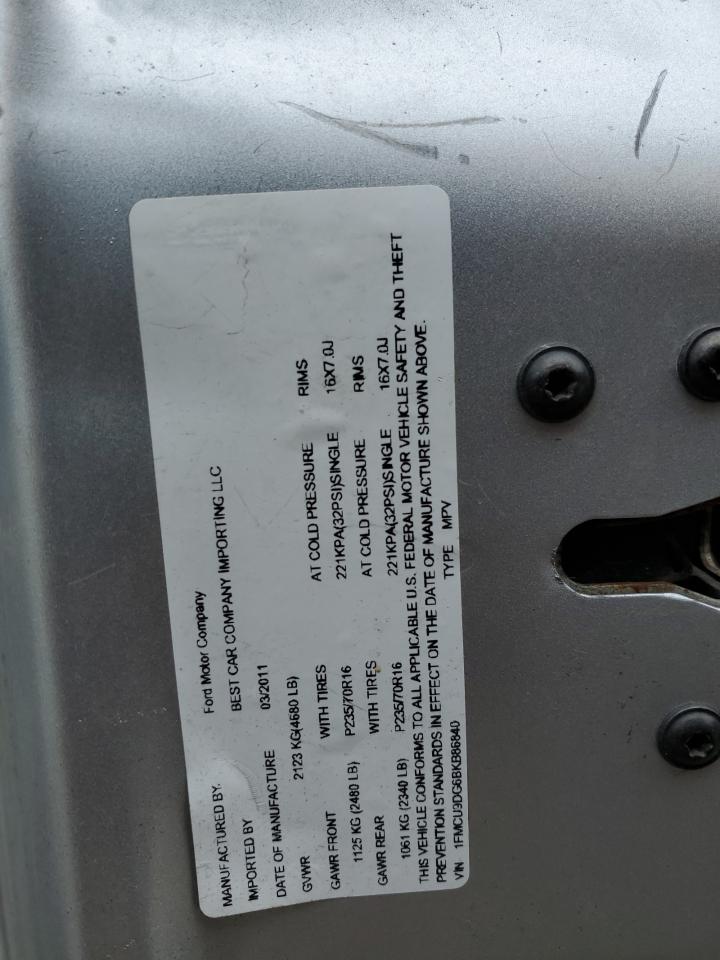 MANUFACTURED BY. Ford Motor Company
IMPORTED BY BEST CAR COMPANY IMPORTING LLC
DATE OF MANUFACTURE 03/2011
GVWR 2123 KG(4680 LB)
GAWR FRONT WITH TIRES AT COLD PRESSURE RIMS
1125 KG (2480 LB) P235/70R16 221KPA(32PSI)SINGLE 16X7.0J
GAWR REAR WITH TIRES AT COLD PRESSURE RIMS
1061 KG (2340 LB) P235/70R16 221KPA(32PSI)SINGLE 16X7.0J
THIS VEHICLE CONFORMS TO ALL APPLICABLE U.S. FEDERAL MOTOR VEHICLE SAFETY AND THEFT
PREVENTION STANDARDS IN EFFECT ON THE DATE OF MANUFACTURE SHOWN ABOVE.
VIN 1FMCU9DG6BKB86840 TYPE MPV